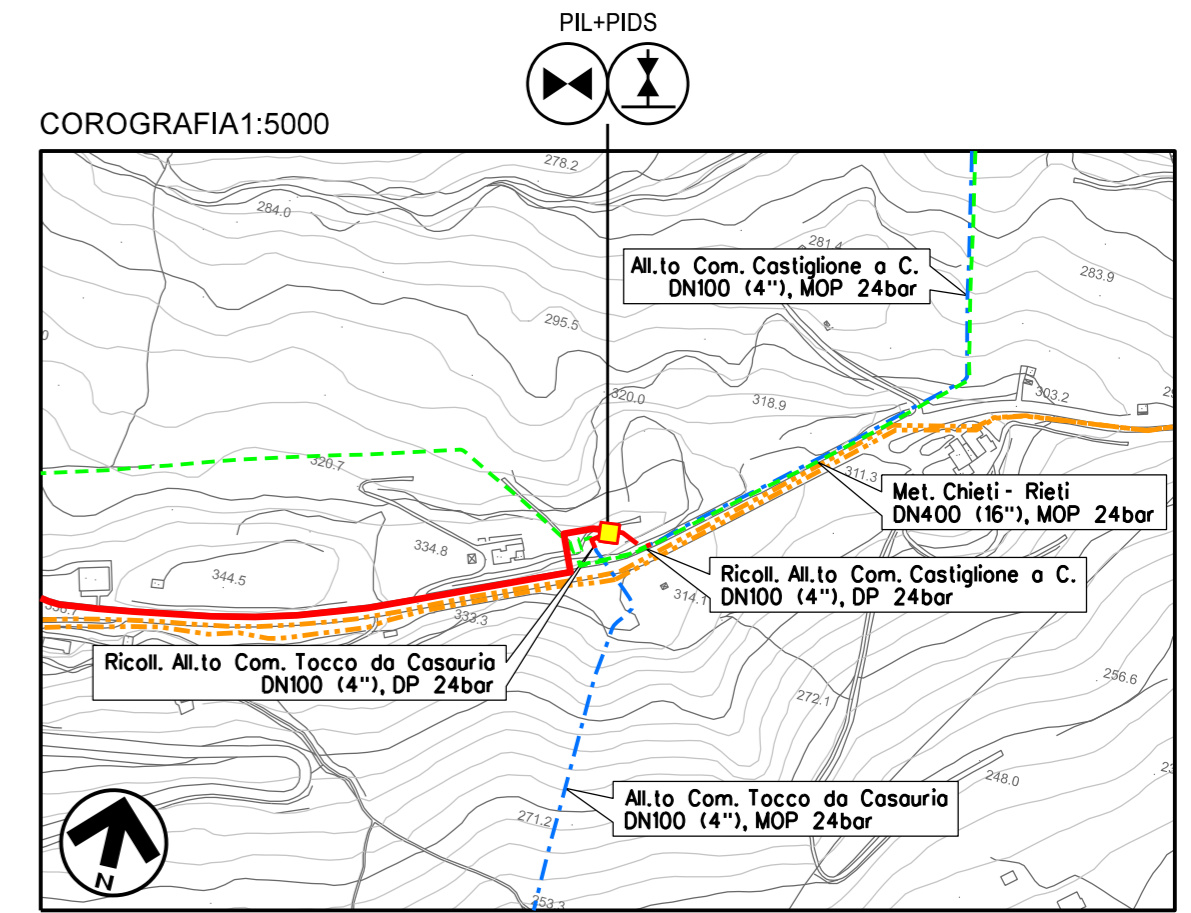 PIL+PIDS
COROGRAFIA1:5000
278.2
284.0
281.4
All.to Com. Castiglione a C.
DN100 (4"), MOP 24bar
283.9
295.5
320.0
318.9
303.2
320.7
311.3
Met. Chieti - Rieti
DN400 (16"), MOP 24bar
334.8
344.5
Ricoll. All.to Com. Castiglione a C.
DN100 (4"), DP 24bar
314.1
333.3
Ricoll. All.to Com. Tocco da Casauria
DN100 (4"), DP 24bar
256.6
272.1
248.0
All.to Com. Tocco da Casauria
DN100 (4"), MOP 24bar
271.2
N
253.3